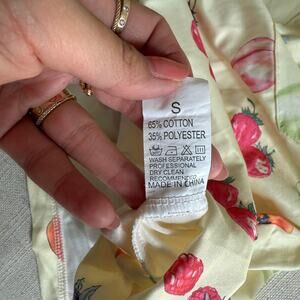 S
65% COTTON
35% POLYESTER
WASH SEPARATELY
PROFESSIONAL
DRY CLEAN
RECOMMENDED
MADE IN CHINA